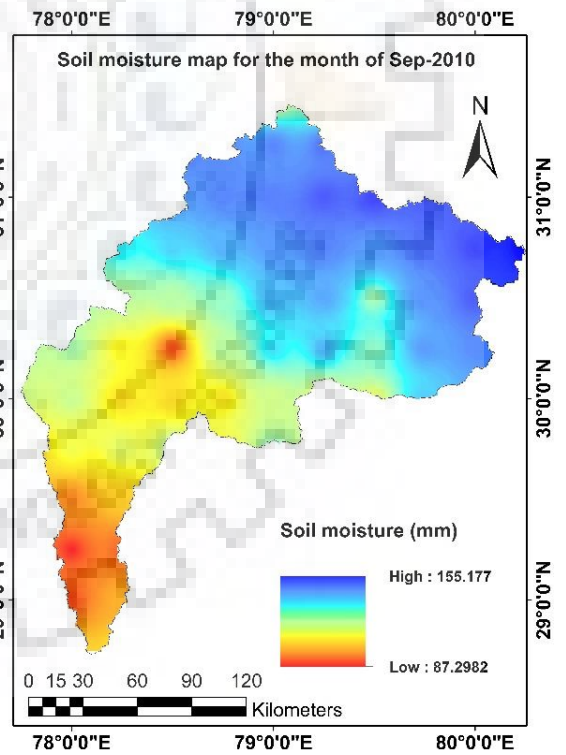 78°0'0"E 79°0'0"E 80°0'0"E
Soil moisture map for the month of Sep-2010
N
31°0'0"N
30°0'0"N
Soil moisture (mm)
High : 155.177
29°0'0"N
Low : 87.2982
0 15 30 60 90 120
Kilometers
78°0'0"E 79°0'0"E 80°0'0"E